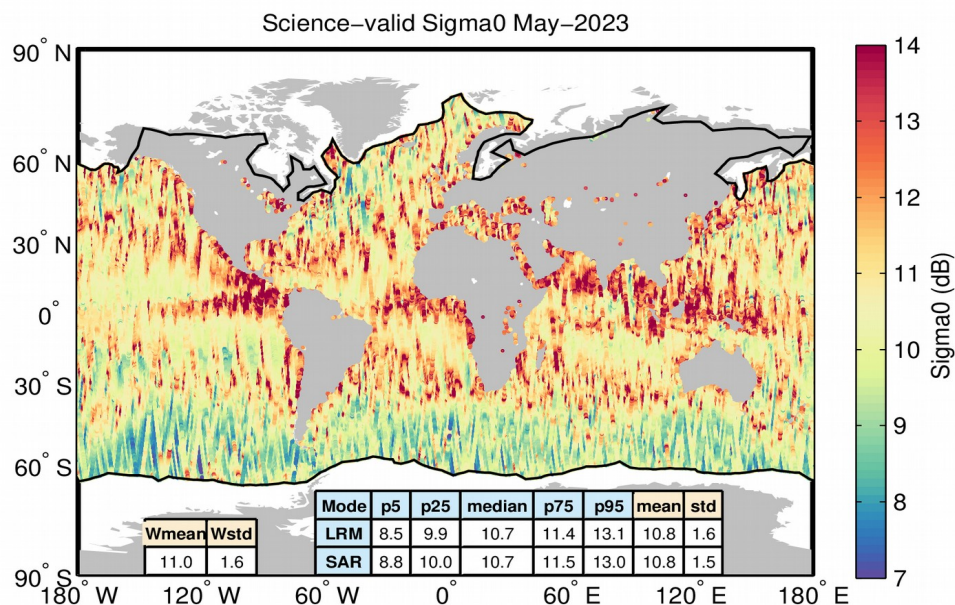 Science−valid Sigma0 May−2023
90° N
60° N
30° N
0°
30° S
60° S
90° S
180° W
120° W
60° W
0°
60° E
120° E
180° E
14
13
12
11
10
9
8
7
Sigma0 (dB)
Wmean Wstd
11.0 1.6
Mode p5 p25 median p75 p95 mean std
LRM 8.5 9.9 10.7 11.4 13.1 10.8 1.6
SAR 8.8 10.0 10.7 11.5 13.0 10.8 1.5